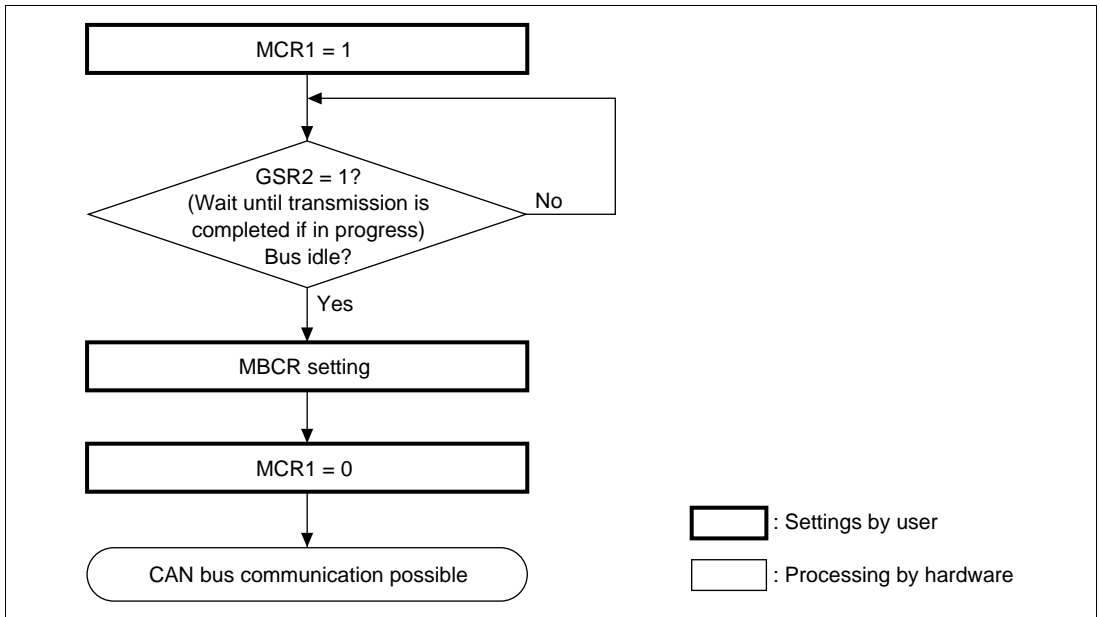 MCR1 = 1
GSR2 = 1?
(Wait until transmission is
completed if in progress)
Bus idle?
No
Yes
MBCR setting
MCR1 = 0
CAN bus communication possible
: Settings by user
: Processing by hardware